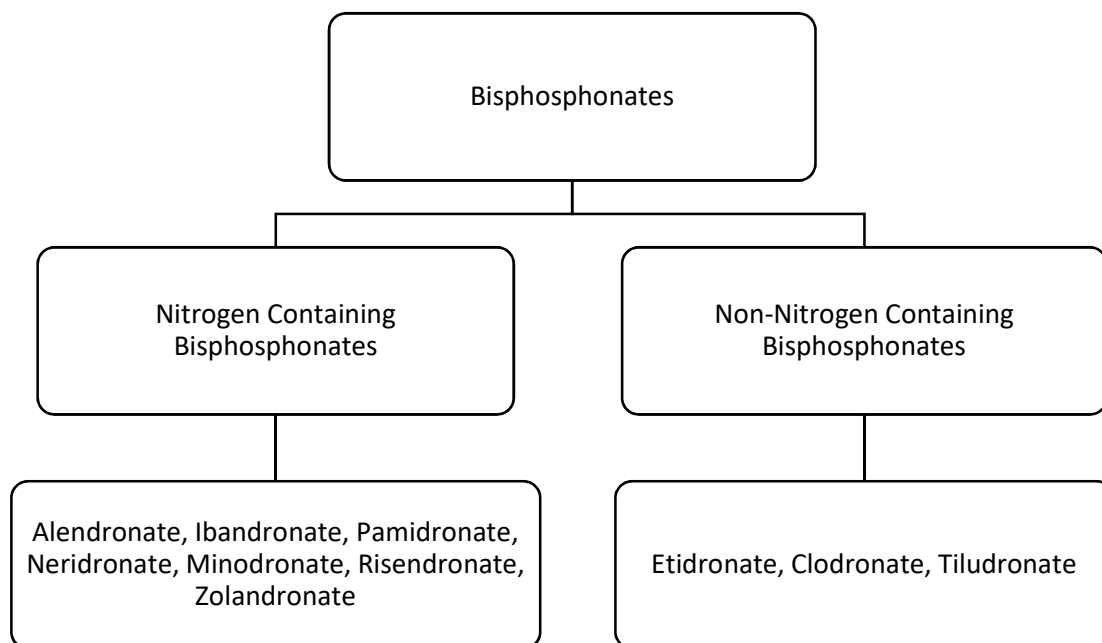 Bisphosphonates
Nitrogen Containing
Bisphosphonates
Non-Nitrogen Containing
Bisphosphonates
Alendronate, Ibandronate, Pamidronate,
Neridronate, Minodronate, Risendronate,
Zolandronate
Etidronate, Clodronate, Tiludronate